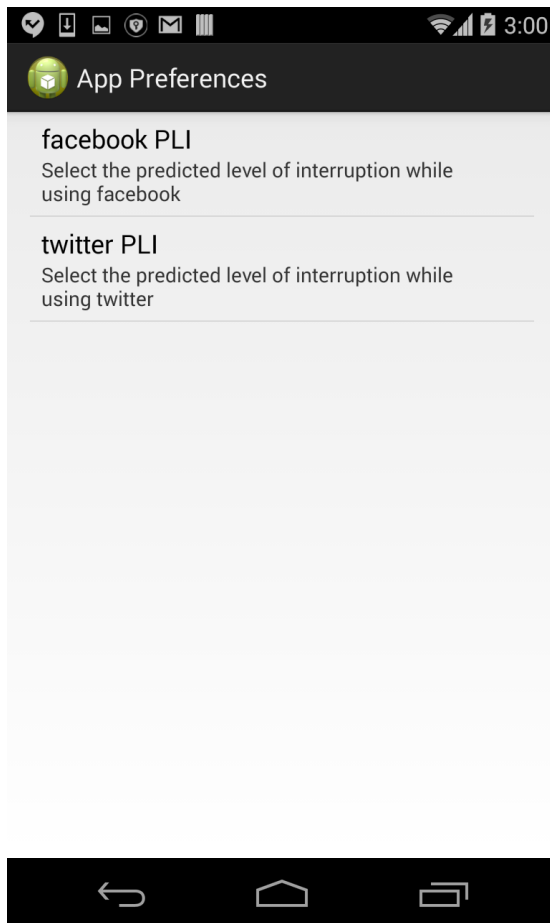 3:00
App Preferences
facebook PLI
Select the predicted level of interruption while
using facebook
twitter PLI
Select the predicted level of interruption while
using twitter